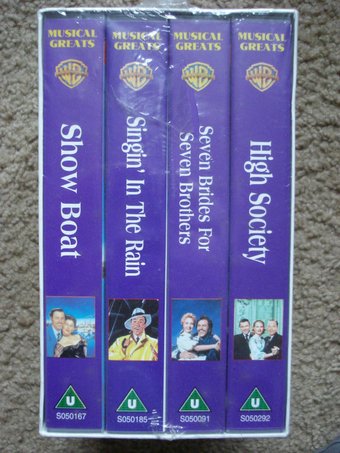 MUSICAL
GREATS
WB
Show Boat
U
S050167
MUSICAL
GREATS
WB
'Singin' In The Rain
U
S050185
MUSICAL
GREATS
WB
Seven Brides For
Seven Brothers
U
S050091
MUSICAL
GREATS
WB
High Society
U
S050292